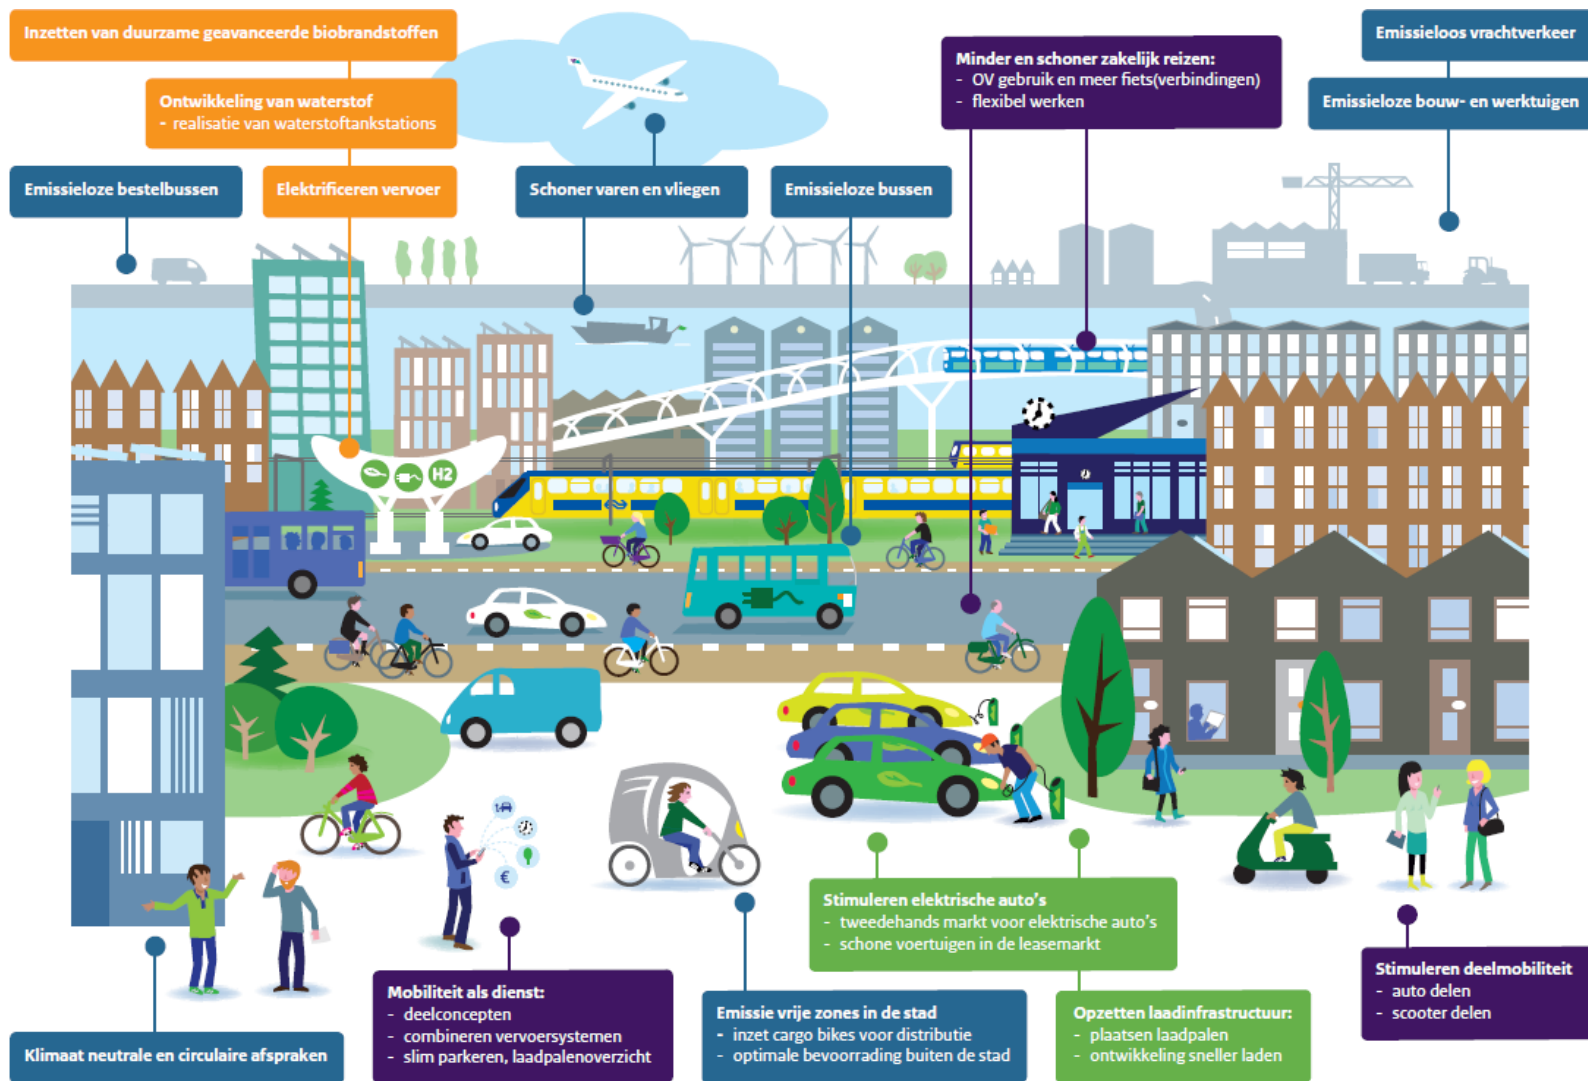 Inzetten van duurzame geavanceerde biobrandstoffen
Ontwikkeling van waterstof
- realisatie van waterstoftankstations
Elektrificeren vervoer
Emissieloze bestelbussen
Schoner varen en vliegen
Emissieloze bussen
Minder en schoner zakelijk reizen:
- OV gebruik en meer fiets(verbindingen)
- flexibel werken
Emissieloos vrachtverkeer
Emissieloze bouw- en werktuigen
H2
€
Klimaat neutrale en circulaire afspraken
Mobiliteit als dienst:
- deelconcepten
- combineren vervoersystemen
- slim parkeren, laadpalenoverzicht
Emissie vrije zones in de stad
- inzet cargo bikes voor distributie
- optimale bevoorrading buiten de stad
Stimuleren elektrische auto's
- tweedehands markt voor elektrische auto's
- schone voertuigen in de leasemarkt
Opzetten laadinfrastructuur:
- plaatsen laadpalen
- ontwikkeling sneller laden
Stimuleren deelmobiliteit
- auto delen
- scooter delen